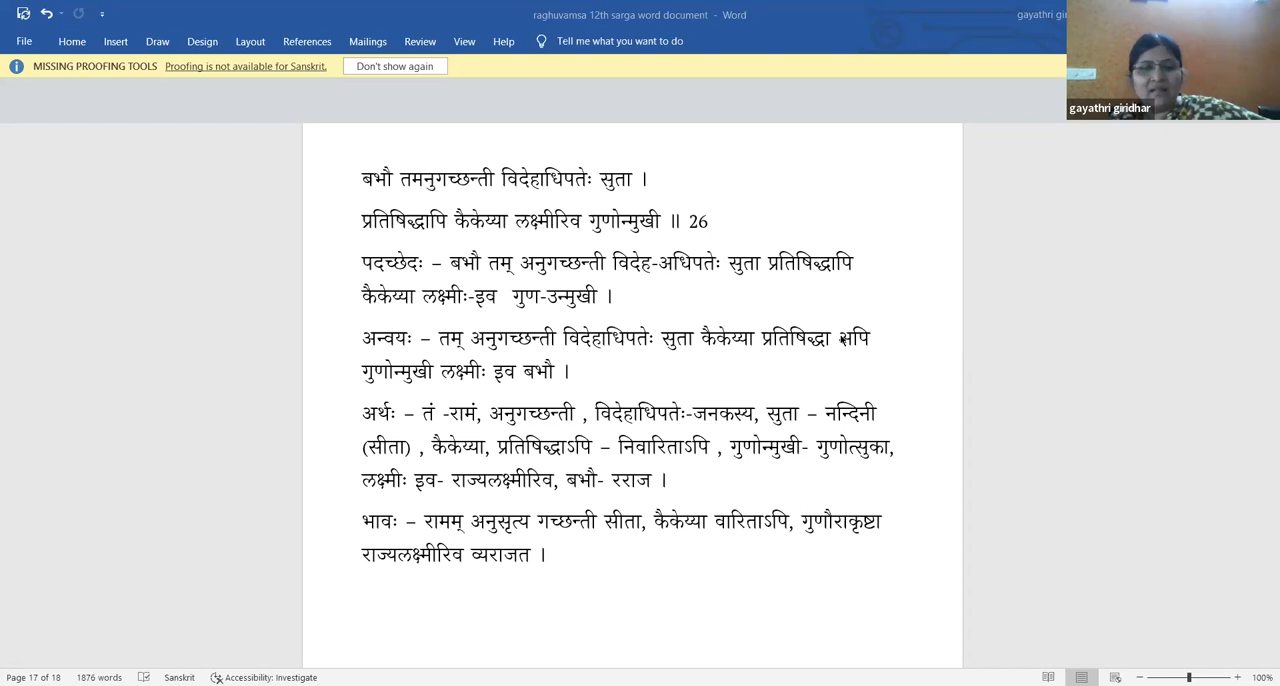 raghuvamsa 12th sarga word document - Word
gayathri gi
File Home Insert Draw Design Layout References Mailings Review View Help Tell me what you want to do
MISSING PROOFING TOOLS Proofing is not available for Sanskrit. Don't show again
gayathri giridhar
बभौ तमनुगच्छन्ती विदेहाधिपतेः सुता ।
प्रतिषिद्धापि कैकेय्या लक्ष्मीरिव गुणोन्मुखी ॥ 26
पदच्छेदः – बभौ तम् अनुगच्छन्ती विदेह-अधिपतेः सुता प्रतिषिद्धापि
कैकेय्या लक्ष्मीः-इव गुण-उन्मुखी ।
अन्वयः – तम् अनुगच्छन्ती विदेहाधिपतेः सुता कैकेय्या प्रतिषिद्धा अपि
गुणोन्मुखी लक्ष्मीः इव बभौ ।
अर्थः – तं -रामं, अनुगच्छन्ती , विदेहाधिपतेः-जनकस्य, सुता – नन्दिनी
(सीता) , कैकेय्या, प्रतिषिद्धाऽपि – निवारिताऽपि , गुणोन्मुखी- गुणोत्सुका,
लक्ष्मीः इव- राज्यलक्ष्मीरिव, बभौ- रराज ।
भावः – रामम् अनुसृत्य गच्छन्ती सीता, कैकेय्या वारिताऽपि, गुणौराकृष्टा
राज्यलक्ष्मीरिव व्यराजत ।
Page 17 of 18 1876 words Sanskrit Accessibility: Investigate 100%